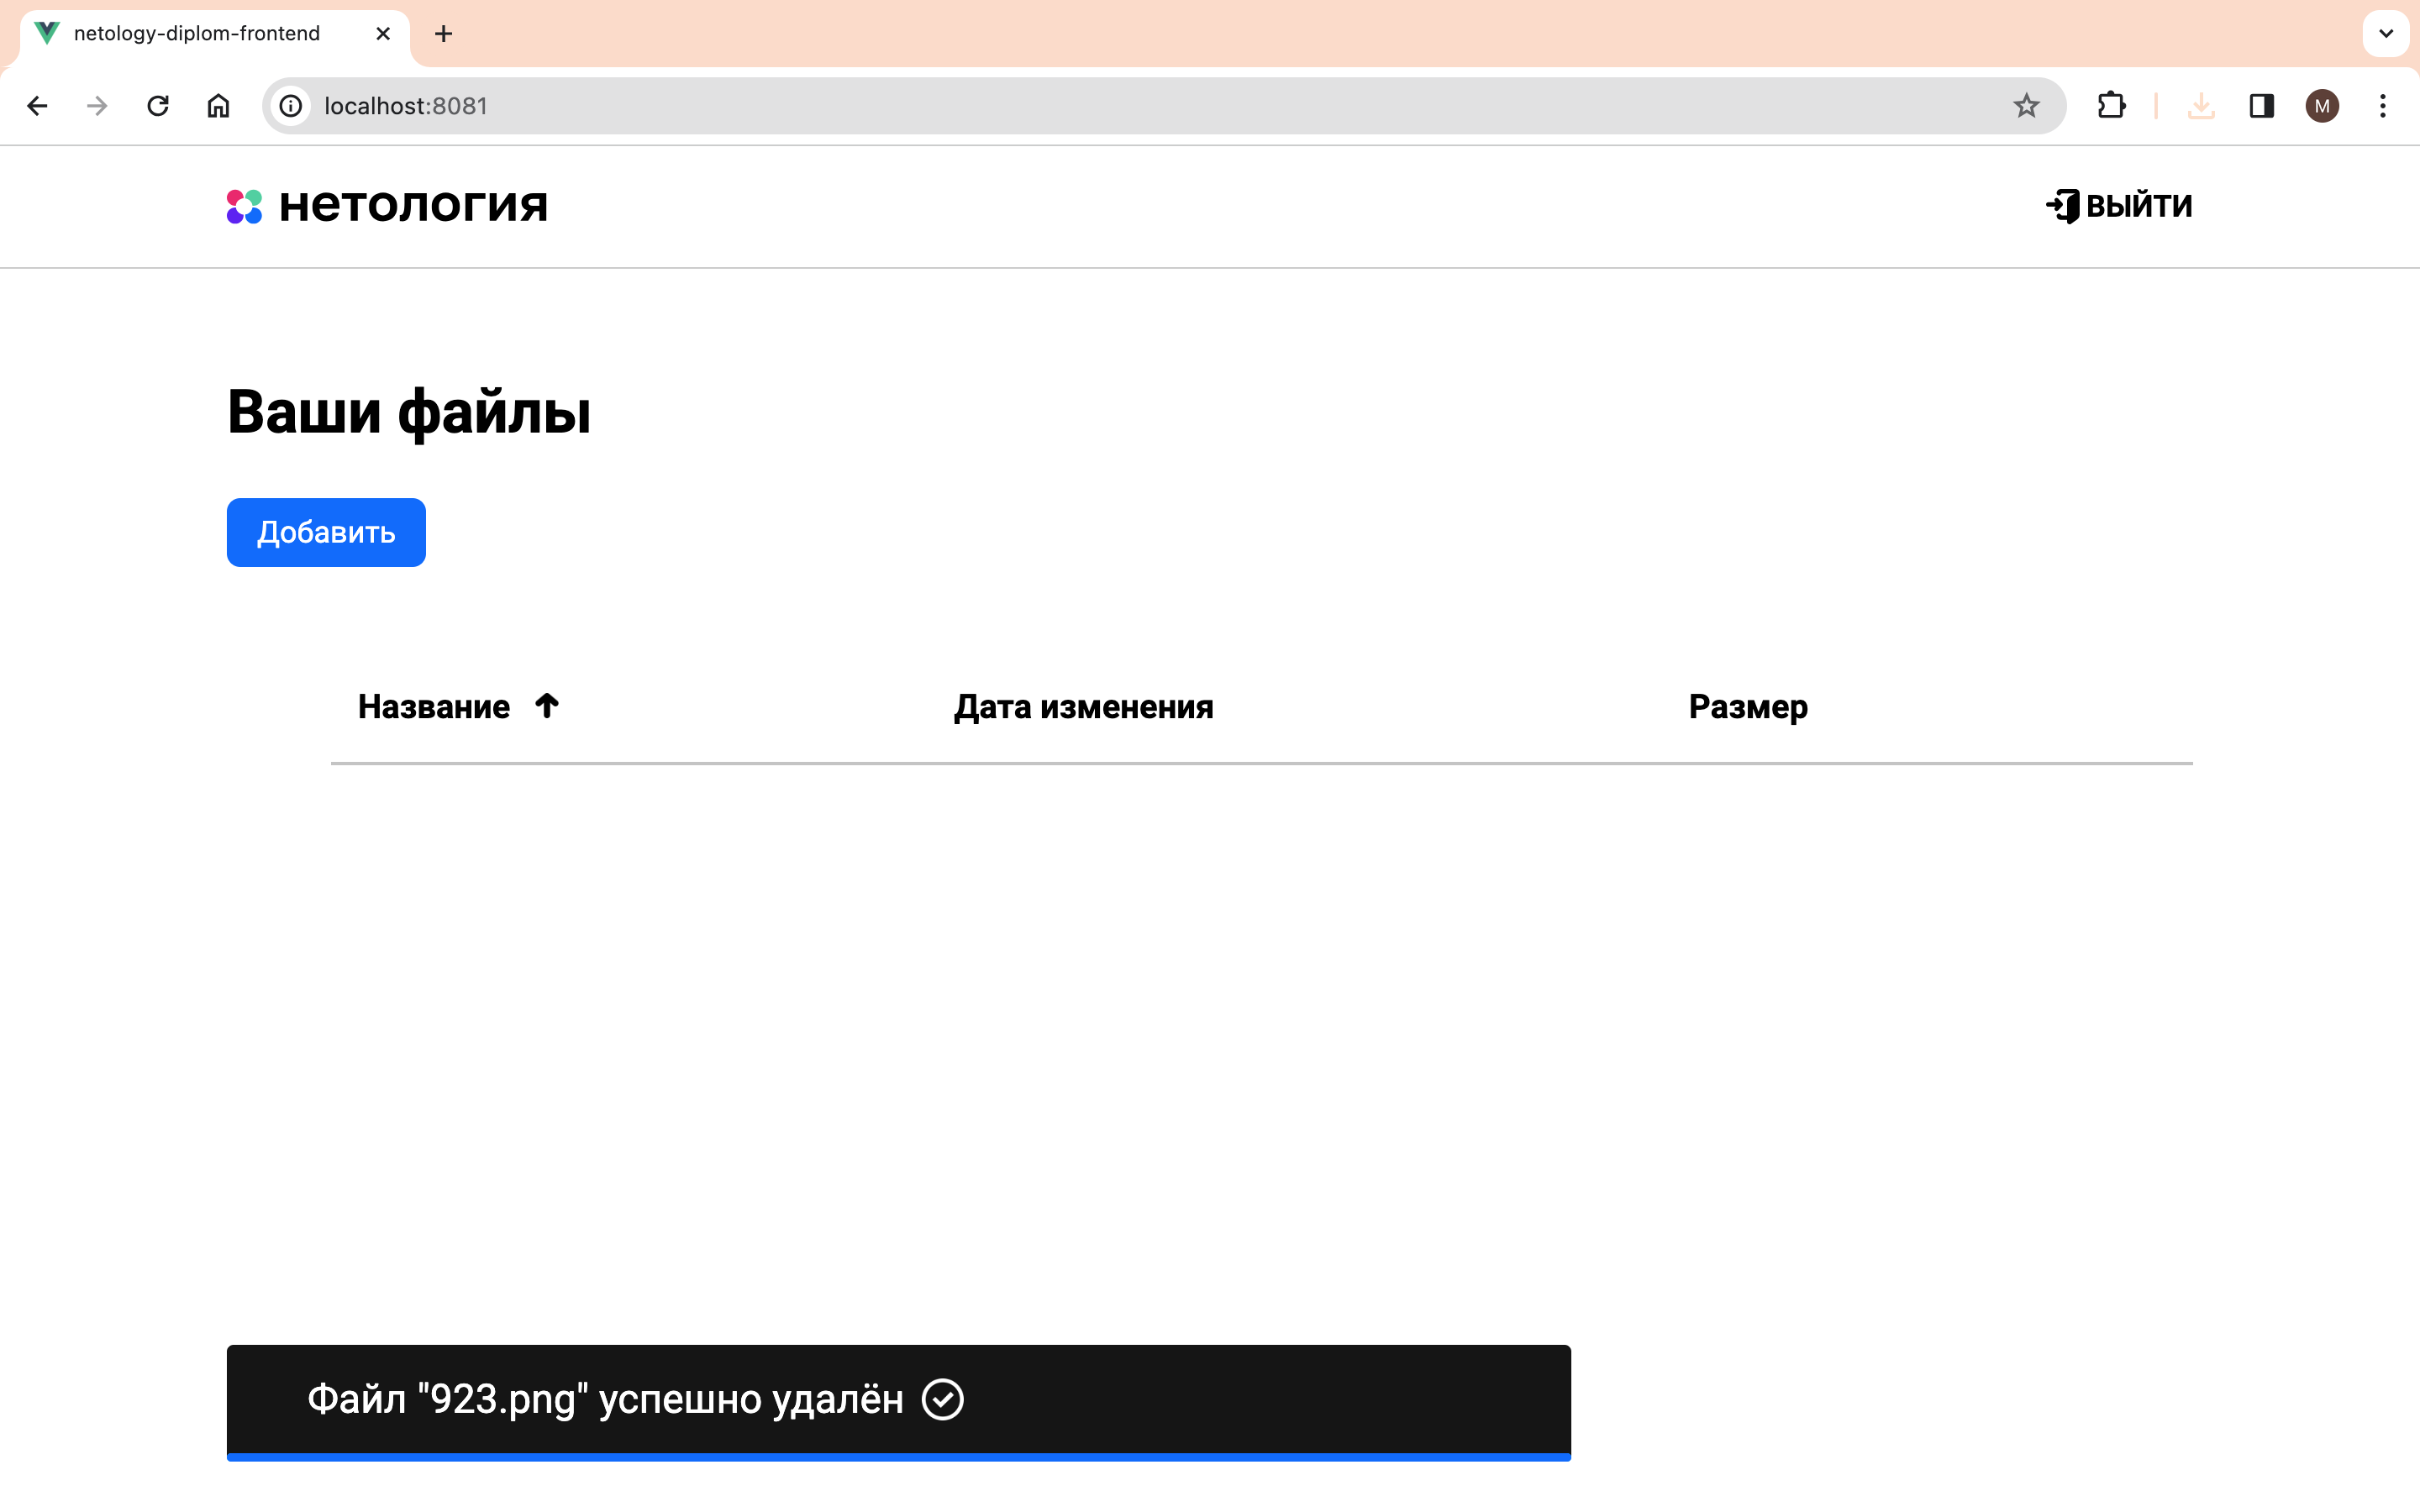 netology-diplom-frontend
localhost:8081
M
нетология
ВЫЙТИ
Ваши файлы
Добавить
Название Дата изменения Размер
Файл "923.png" успешно удалён